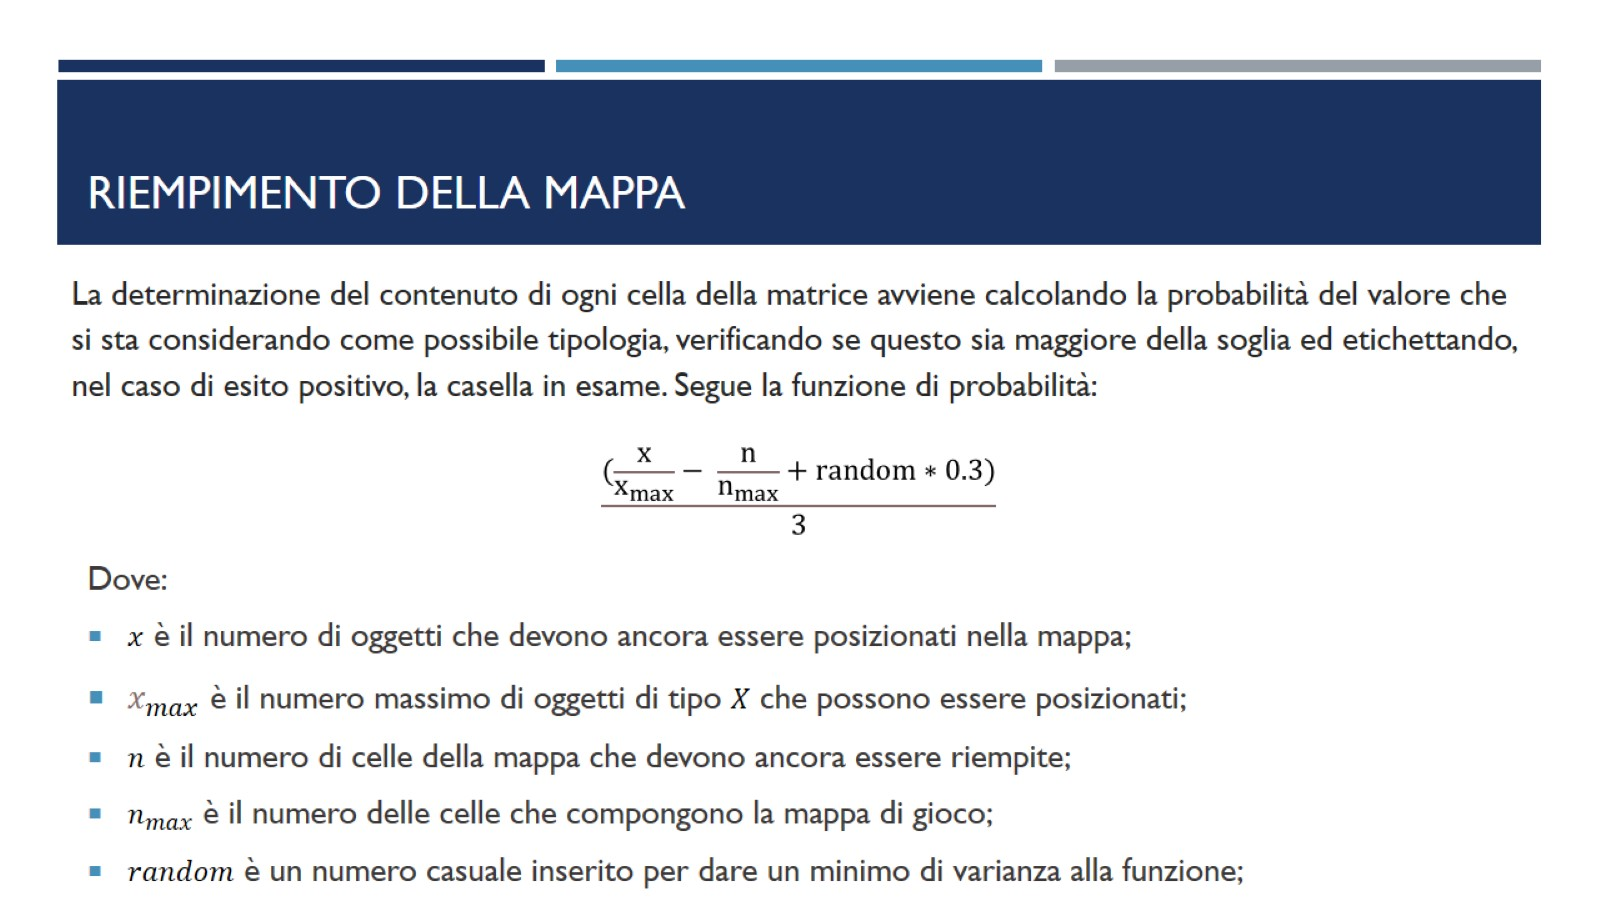 RIEMPIMENTO DELLA MAPPA
La determinazione del contenuto di ogni cella della matrice avviene calcolando la probabilità del valore che
si sta considerando come possibile tipologia, verificando se questo sia maggiore della soglia ed etichettando,
nel caso di esito positivo, la casella in esame. Segue la funzione di probabilità:
(x/x_max − n/n_max + random ∗ 0.3)
3
Dove:
▪ x è il numero di oggetti che devono ancora essere posizionati nella mappa;
▪ x_max è il numero massimo di oggetti di tipo X che possono essere posizionati;
▪ n è il numero di celle della mappa che devono ancora essere riempite;
▪ n_max è il numero delle celle che compongono la mappa di gioco;
▪ random è un numero casuale inserito per dare un minimo di varianza alla funzione;